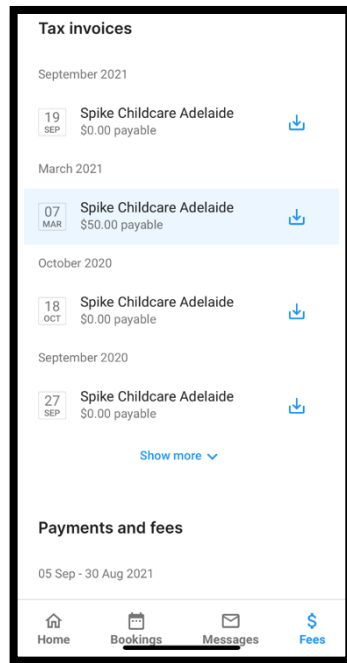 Tax invoices
September 2021
19 SEP
Spike Childcare Adelaide
$0.00 payable
March 2021
07 MAR
Spike Childcare Adelaide
$50.00 payable
October 2020
18 OCT
Spike Childcare Adelaide
$0.00 payable
September 2020
27 SEP
Spike Childcare Adelaide
$0.00 payable
Show more
Payments and fees
05 Sep - 30 Aug 2021
Home Bookings Messages Fees